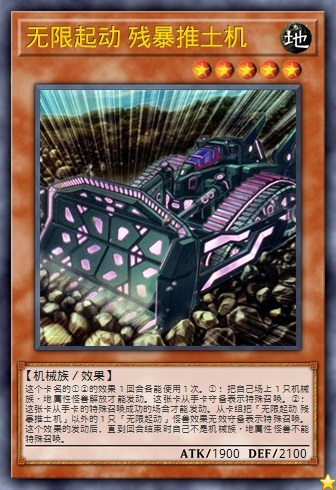 无限起动 残暴推土机
地
【机械族／效果】
这个卡名的①②的效果１回合各能使用１次。①：把自己场上１只机械
族·地属性怪兽解放才能发动。这张卡从手卡守备表示特殊召唤。②：
这张卡从手卡的特殊召唤成功的场合才能发动。从卡组把「无限起动 残
暴推土机」以外的１只「无限起动」怪兽效果无效守备表示特殊召唤。
这个效果的发动后，直到回合结束时自己不是机械族·地属性怪兽不能
特殊召唤。
ATK/1900 DEF/2100